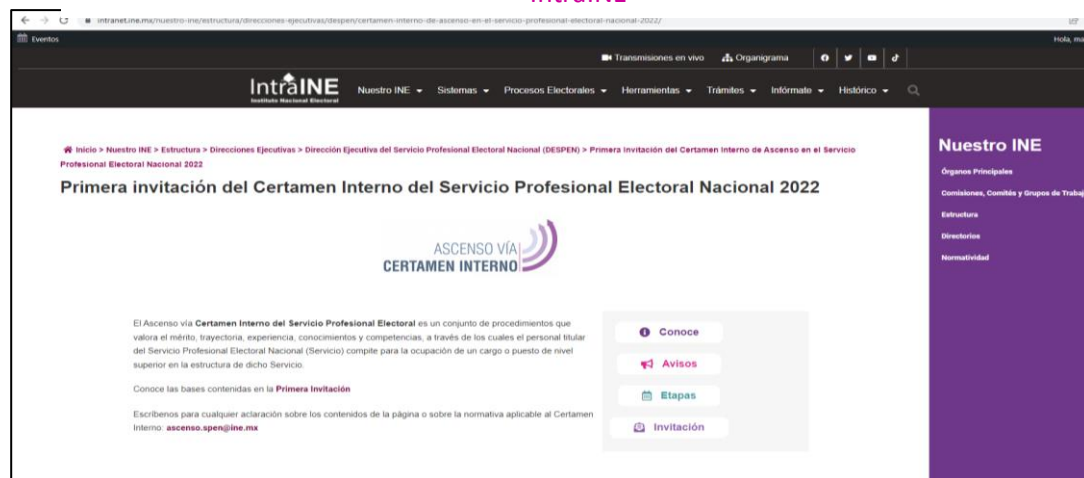 IntraINE
intranet.ine.mx/nuestro-ine/estructura/direcciones-ejecutivas/despen/certamen-interno-de-ascenso-en-el-servicio-profesional-electoral-nacional-2022/
Eventos
Hola, ma
Transmisiones en vivo Organigrama
IntraINE
Instituto Nacional Electoral
Nuestro INE Sistemas Procesos Electorales Herramientas Trámites Infórmate Histórico
Inicio > Nuestro INE > Estructura > Direcciones Ejecutivas > Dirección Ejecutiva del Servicio Profesional Electoral Nacional (DESPEN) > Primera Invitación del Certamen Interno de Ascenso en el Servicio
Profesional Electoral Nacional 2022
Primera invitación del Certamen Interno del Servicio Profesional Electoral Nacional 2022
ASCENSO VÍA
CERTAMEN INTERNO
El Ascenso vía Certamen Interno del Servicio Profesional Electoral es un conjunto de procedimientos que
valora el mérito, trayectoria, experiencia, conocimientos y competencias, a través de los cuales el personal titular
del Servicio Profesional Electoral Nacional (Servicio) compite para la ocupación de un cargo o puesto de nivel
superior en la estructura de dicho Servicio.
Conoce las bases contenidas en la Primera Invitación
Escríbenos para cualquier aclaración sobre los contenidos de la página o sobre la normativa aplicable al Certamen
Interno: ascenso.spen@ine.mx
Conoce
Avisos
Etapas
Invitación
Nuestro INE
Órganos Principales
Comisiones, Comités y Grupos de Trabaj
Estructura
Directorios
Normatividad